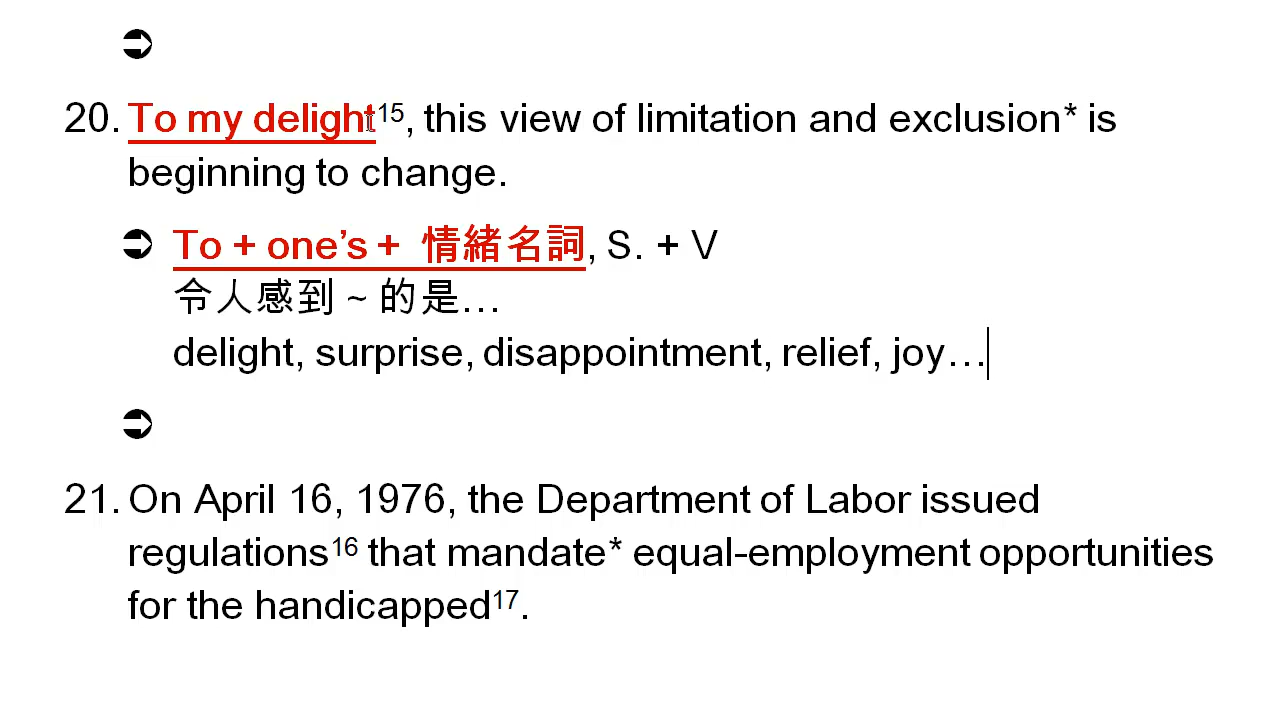 ➲
20. To my delight15, this view of limitation and exclusion* is
beginning to change.
➲ To + one’s + 情緒名詞, S. + V
令人感到 ~ 的是…
delight, surprise, disappointment, relief, joy…
➲
21. On April 16, 1976, the Department of Labor issued
regulations16 that mandate* equal-employment opportunities
for the handicapped17.